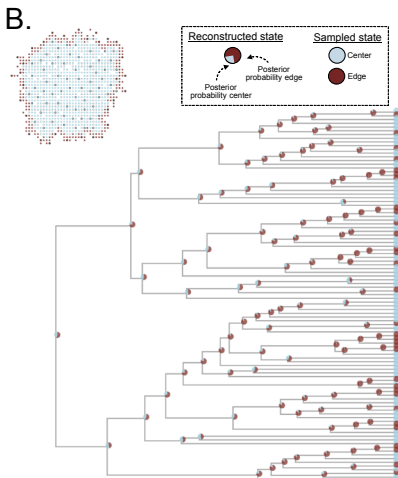 B.
Reconstructed state
Sampled state
Posterior
probability edge
Posterior
probability center
Center
Edge